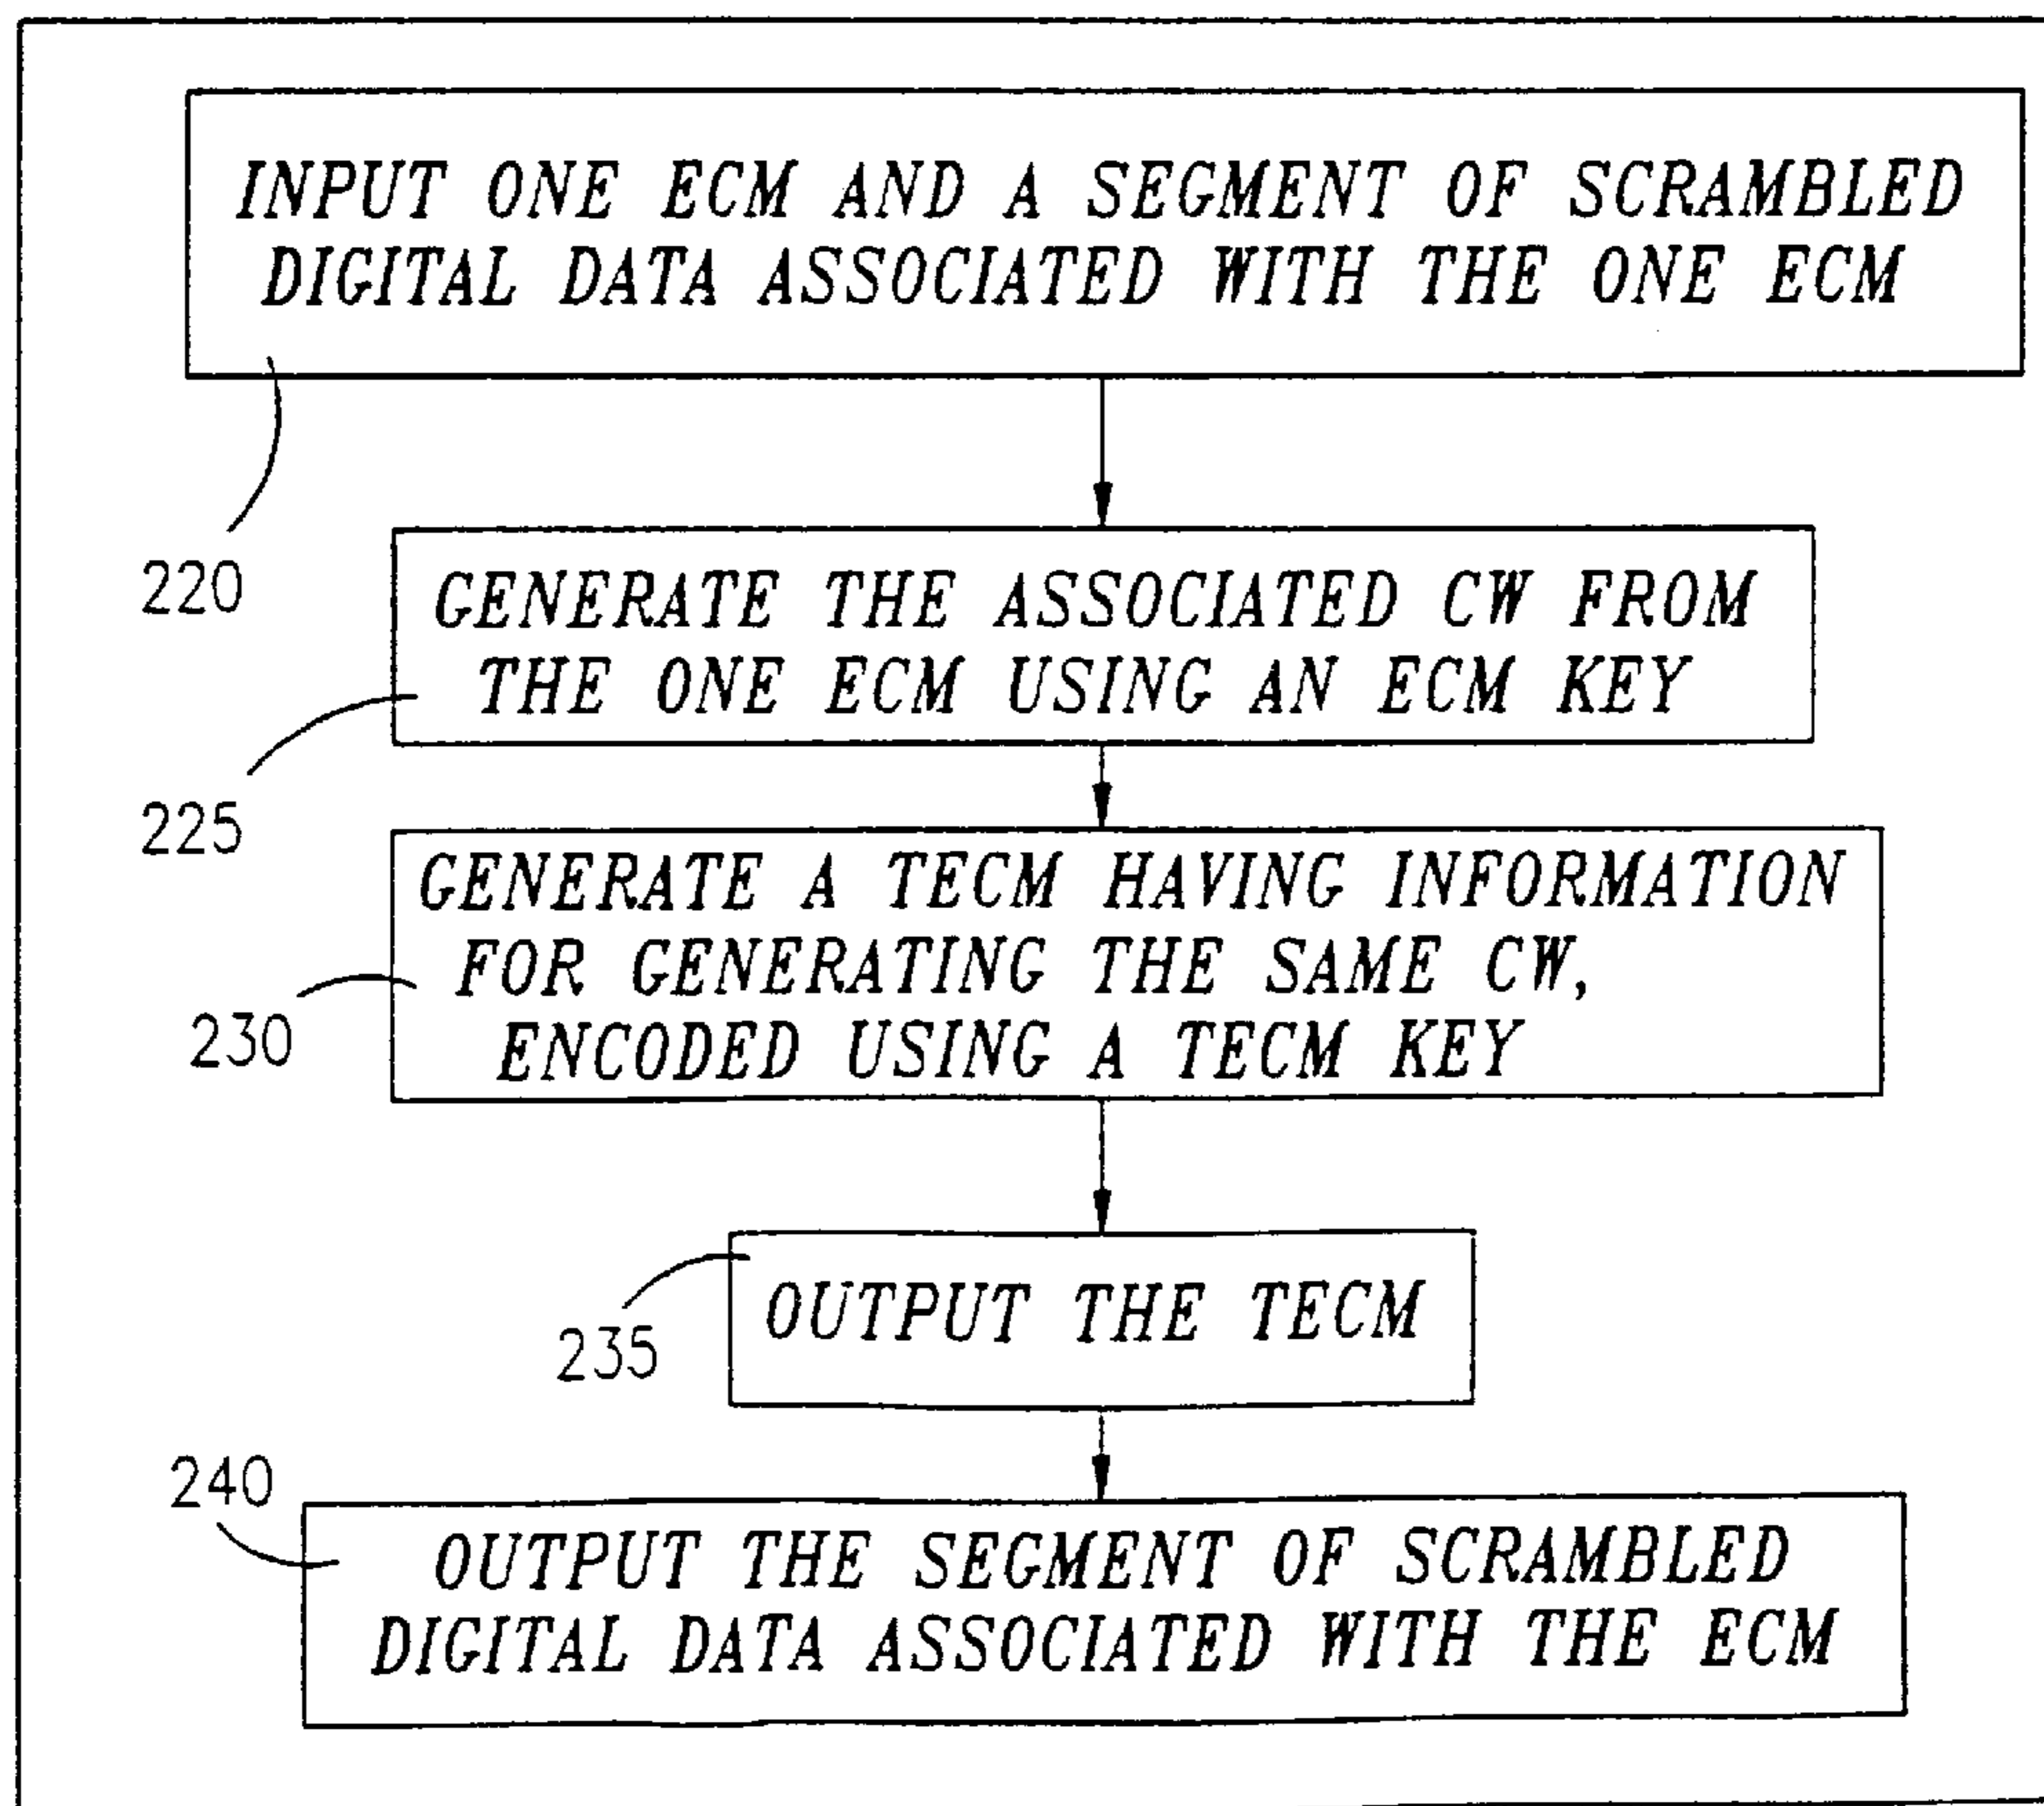 INPUT ONE ECM AND A SEGMENT OF SCRAMBLED
DIGITAL DATA ASSOCIATED WITH THE ONE ECM
220
GENERATE THE ASSOCIATED CW FROM
THE ONE ECM USING AN ECM KEY
225
GENERATE A TECM HAVING INFORMATION
FOR GENERATING THE SAME CW,
ENCODED USING A TECM KEY
230
OUTPUT THE TECM
235
240
OUTPUT THE SEGMENT OF SCRAMBLED
DIGITAL DATA ASSOCIATED WITH THE ECM